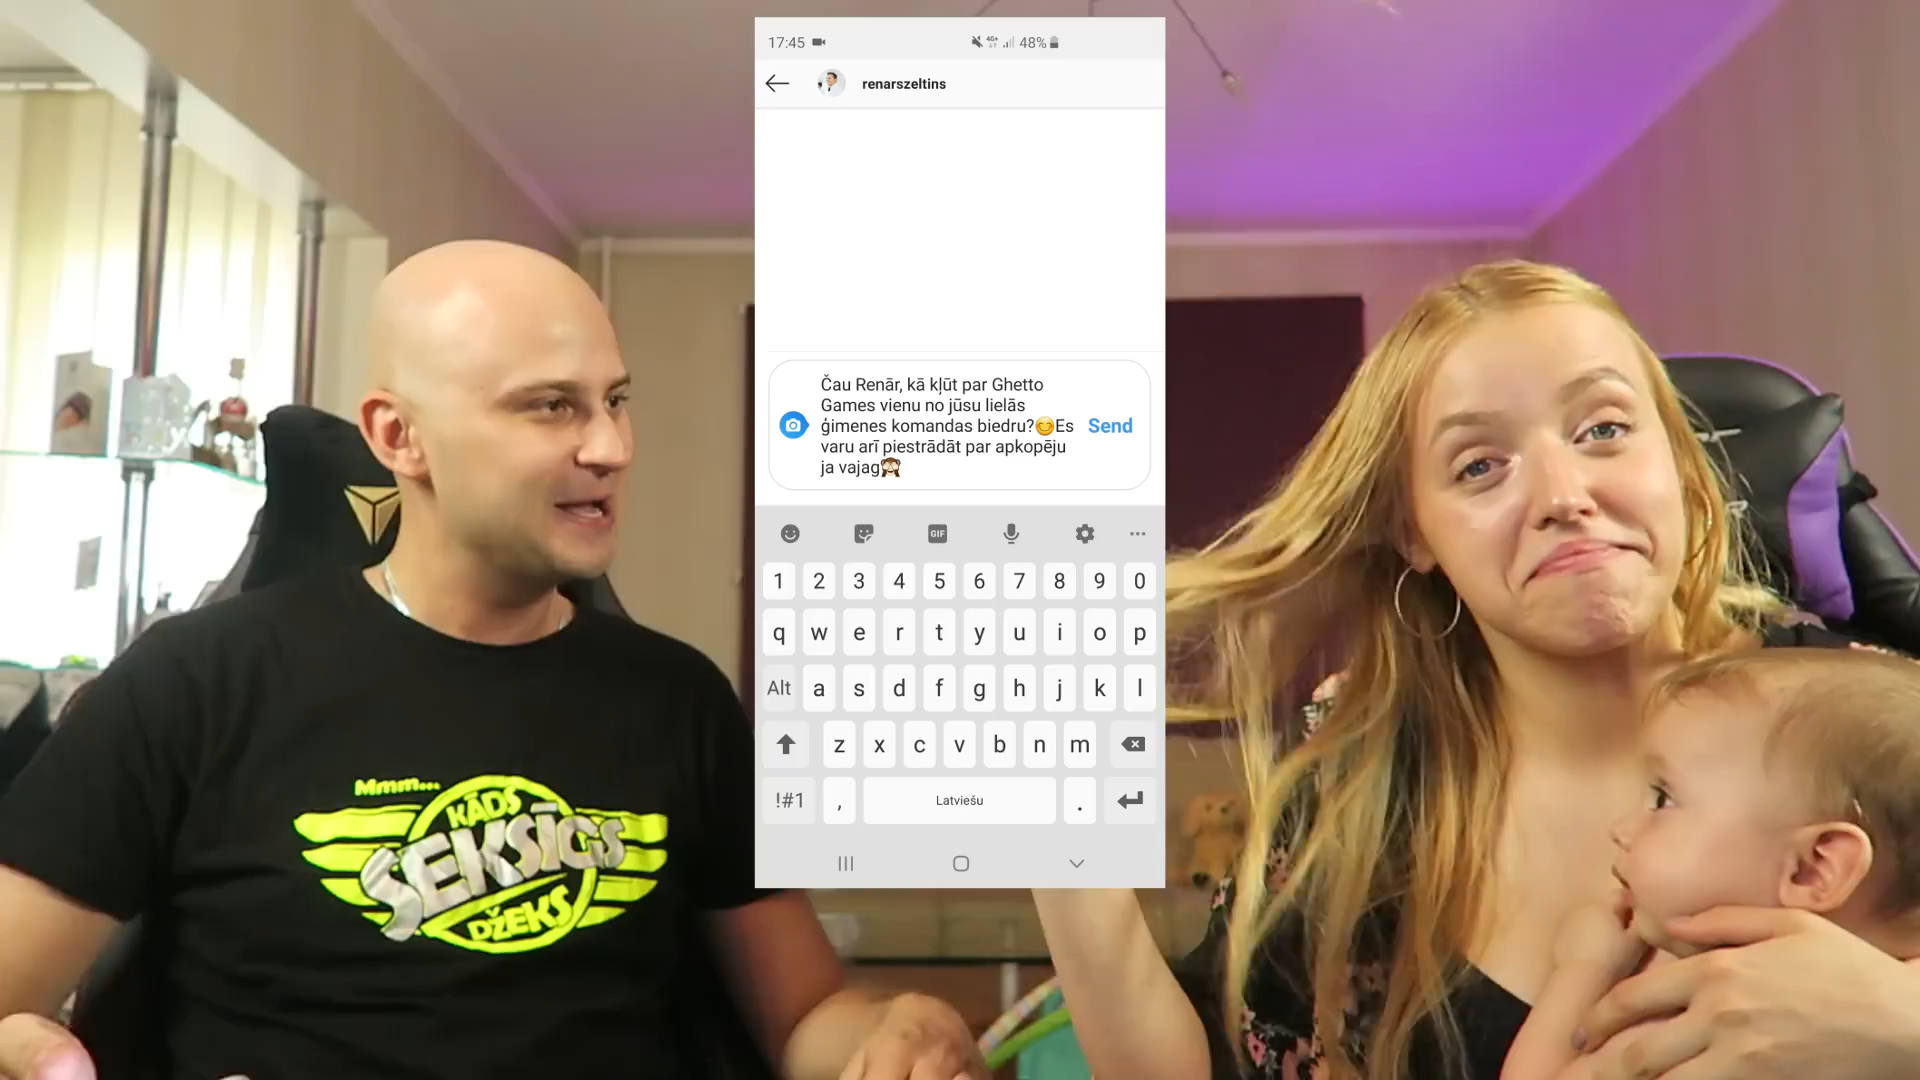 17:45
4G+
48%
renarszeltins
Čau Renār, kā kļūt par Ghetto
Games vienu no jūsu lielās
ģimenes komandas biedru?😊Es
varu arī piestrādāt par apkopēju
ja vajag🙈
Send
GIF
1 2 3 4 5 6 7 8 9 0
q w e r t y u i o p
Alt a s d f g h j k l
z x c v b n m
!#1 , Latviešu .
Mmm...
KĀDS
SEKSĪGS
DŽEKS